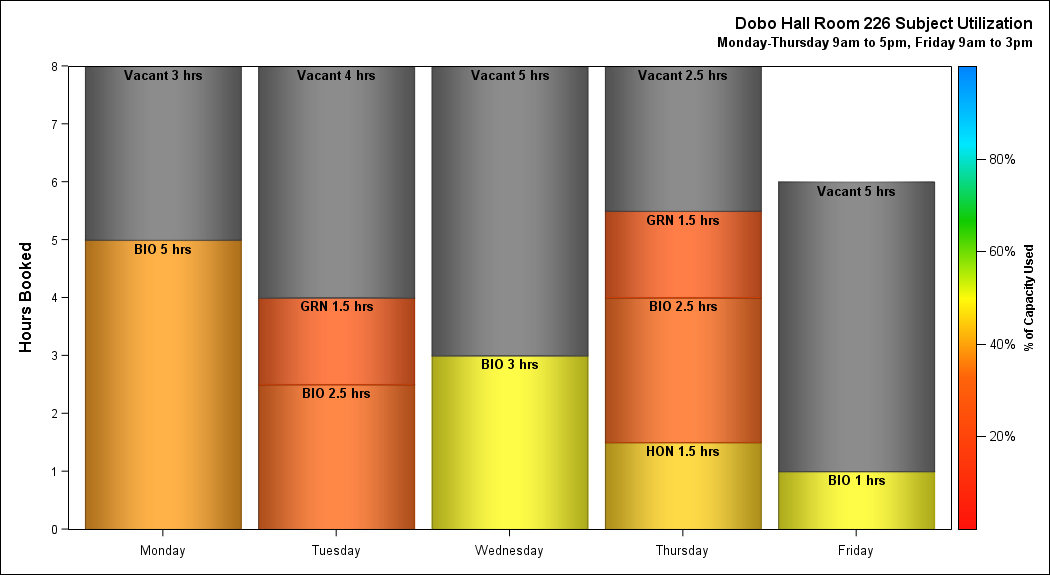 Dobo Hall Room 226 Subject Utilization
Monday-Thursday 9am to 5pm, Friday 9am to 3pm
Hours Booked
8
7
6
5
4
3
2
1
0
Vacant 3 hrs
BIO 5 hrs
Vacant 4 hrs
GRN 1.5 hrs
BIO 2.5 hrs
Vacant 5 hrs
BIO 3 hrs
Vacant 2.5 hrs
GRN 1.5 hrs
BIO 2.5 hrs
HON 1.5 hrs
Vacant 5 hrs
BIO 1 hrs
Monday
Tuesday
Wednesday
Thursday
Friday
80%
60%
40%
20%
% of Capacity Used